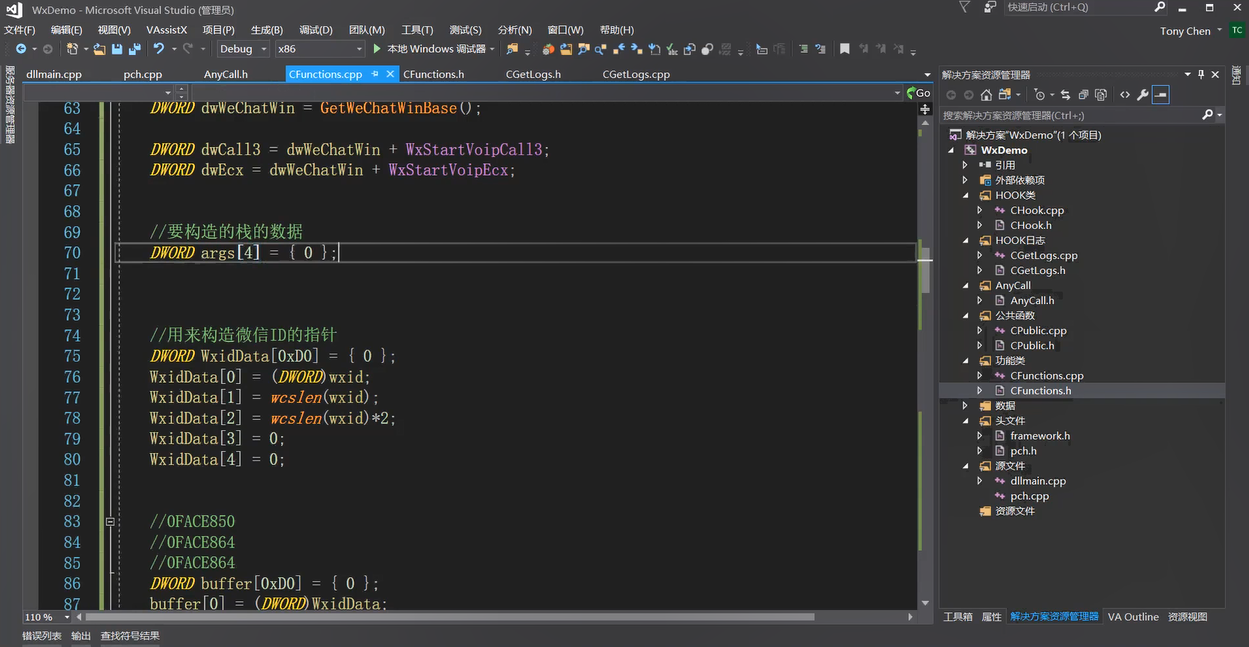 WxDemo - Microsoft Visual Studio (管理员)
快速启动 (Ctrl+Q)
文件(F) 编辑(E) 视图(V) VAssistX 项目(P) 生成(B) 调试(D) 团队(M) 工具(T) 测试(S) 分析(N) 窗口(W) 帮助(H)
Tony Chen TC
Debug x86 本地 Windows 调试器
服务器资源管理器
dllmain.cpp pch.cpp AnyCall.h CFunctions.cpp CFunctions.h CGetLogs.h CGetLogs.cpp
Go
63 DWORD dwWeChatWin = GetWeChatWinBase();
64
65 DWORD dwCall3 = dwWeChatWin + WxStartVoipCall3;
66 DWORD dwEcx = dwWeChatWin + WxStartVoipEcx;
67
68
69 //要构造的栈的数据
70 DWORD args[4] = { 0 };
71
72
73
74 //用来构造微信ID的指针
75 DWORD WxidData[0xD0] = { 0 };
76 WxidData[0] = (DWORD)wxid;
77 WxidData[1] = wcslen(wxid);
78 WxidData[2] = wcslen(wxid)*2;
79 WxidData[3] = 0;
80 WxidData[4] = 0;
81
82
83 //0FACE850
84 //0FACE864
85 //0FACE864
86 DWORD buffer[0xD0] = { 0 };
87 buffer[0] = (DWORD)WxidData;
110 %
错误列表 输出 查找符号结果
解决方案资源管理器
搜索解决方案资源管理器(Ctrl+;)
解决方案"WxDemo"(1 个项目)
WxDemo
引用
外部依赖项
HOOK类
CHook.cpp
CHook.h
HOOK日志
CGetLogs.cpp
CGetLogs.h
AnyCall
AnyCall.h
公共函数
CPublic.cpp
CPublic.h
功能类
CFunctions.cpp
CFunctions.h
数据
头文件
framework.h
pch.h
源文件
dllmain.cpp
pch.cpp
资源文件
工具箱 属性 解决方案资源管理器 VA Outline 资源视图
通知